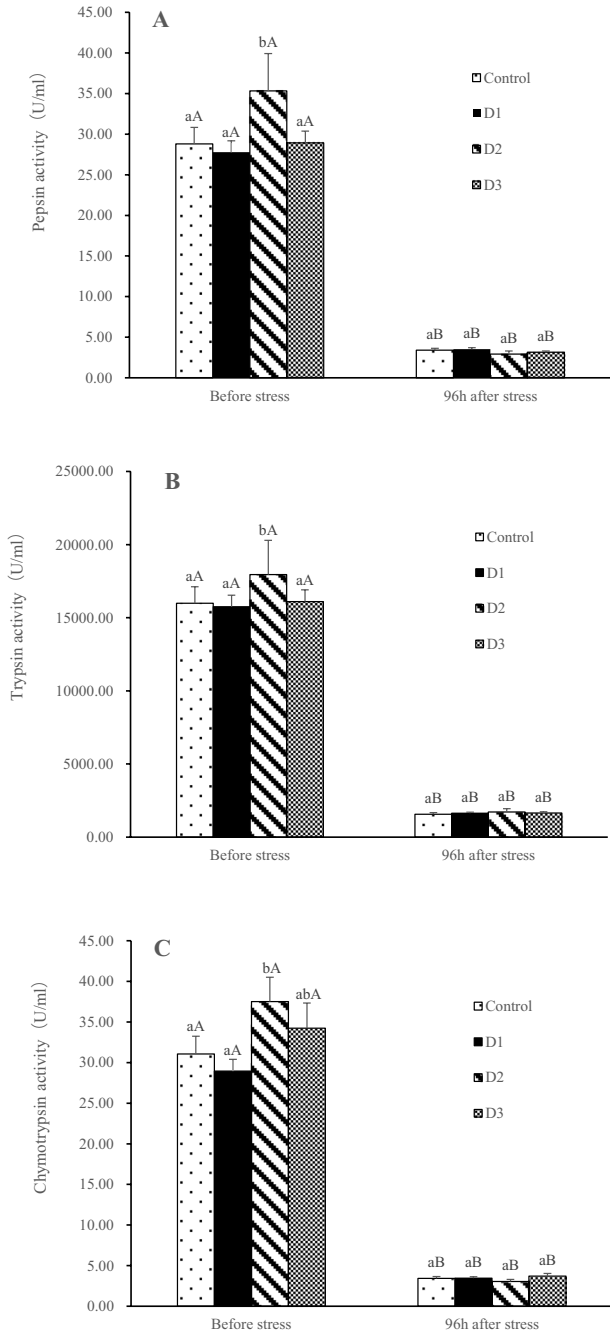 A
45.00
40.00
35.00
30.00
25.00
20.00
15.00
10.00
5.00
0.00
Pepsin activity（U/ml）
aA aA bA aA
aB aB aB aB
Before stress 96h after stress
Control
D1
D2
D3
B
25000.00
20000.00
15000.00
10000.00
5000.00
0.00
Trypsin activity（U/ml）
aA aA bA aA
aB aB aB aB
Before stress 96h after stress
Control
D1
D2
D3
C
45.00
40.00
35.00
30.00
25.00
20.00
15.00
10.00
5.00
0.00
Chymotrypsin activity（U/ml）
aA aA bA abA
aB aB aB aB
Before stress 96h after stress
Control
D1
D2
D3